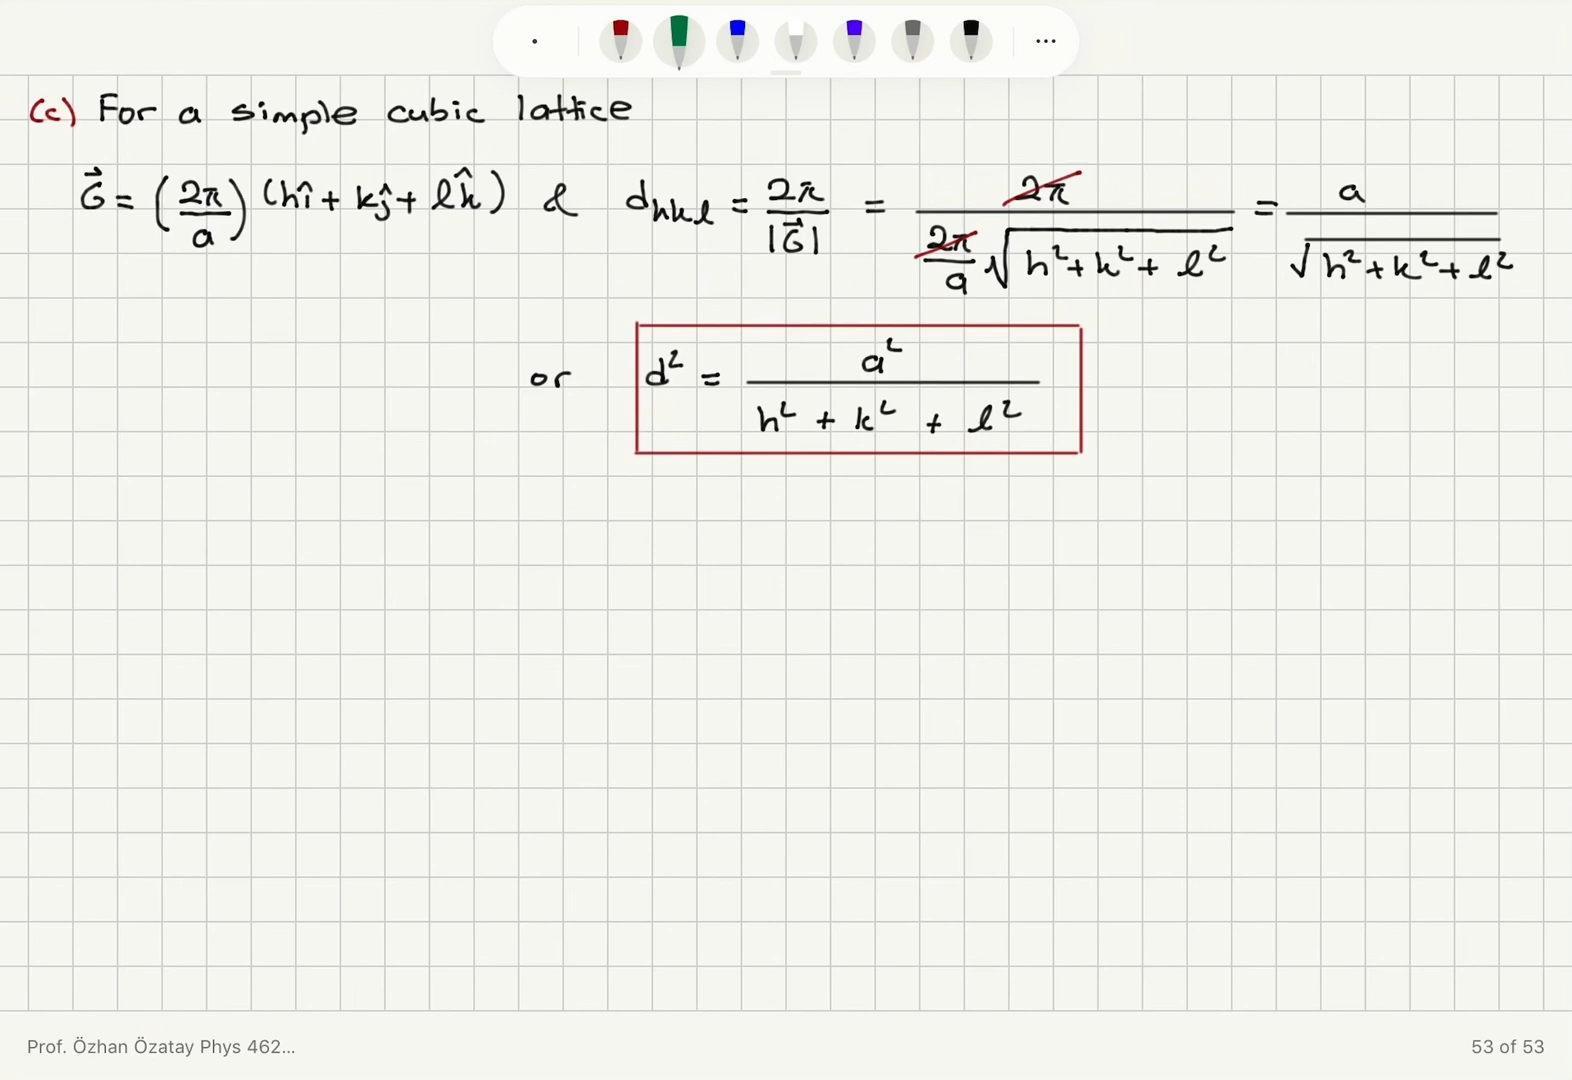 (c) For a simple cubic lattice
G⃗ = (2π/a) (hî + kĵ + lk̂) & d_hkl = 2π/|G⃗| = 2π / (2π/a √(h² + k² + l²)) = a / √(h² + k² + l²)
or d² = a² / (h² + k² + l²)
Prof. Özhan Özatay Phys 462... 53 of 53